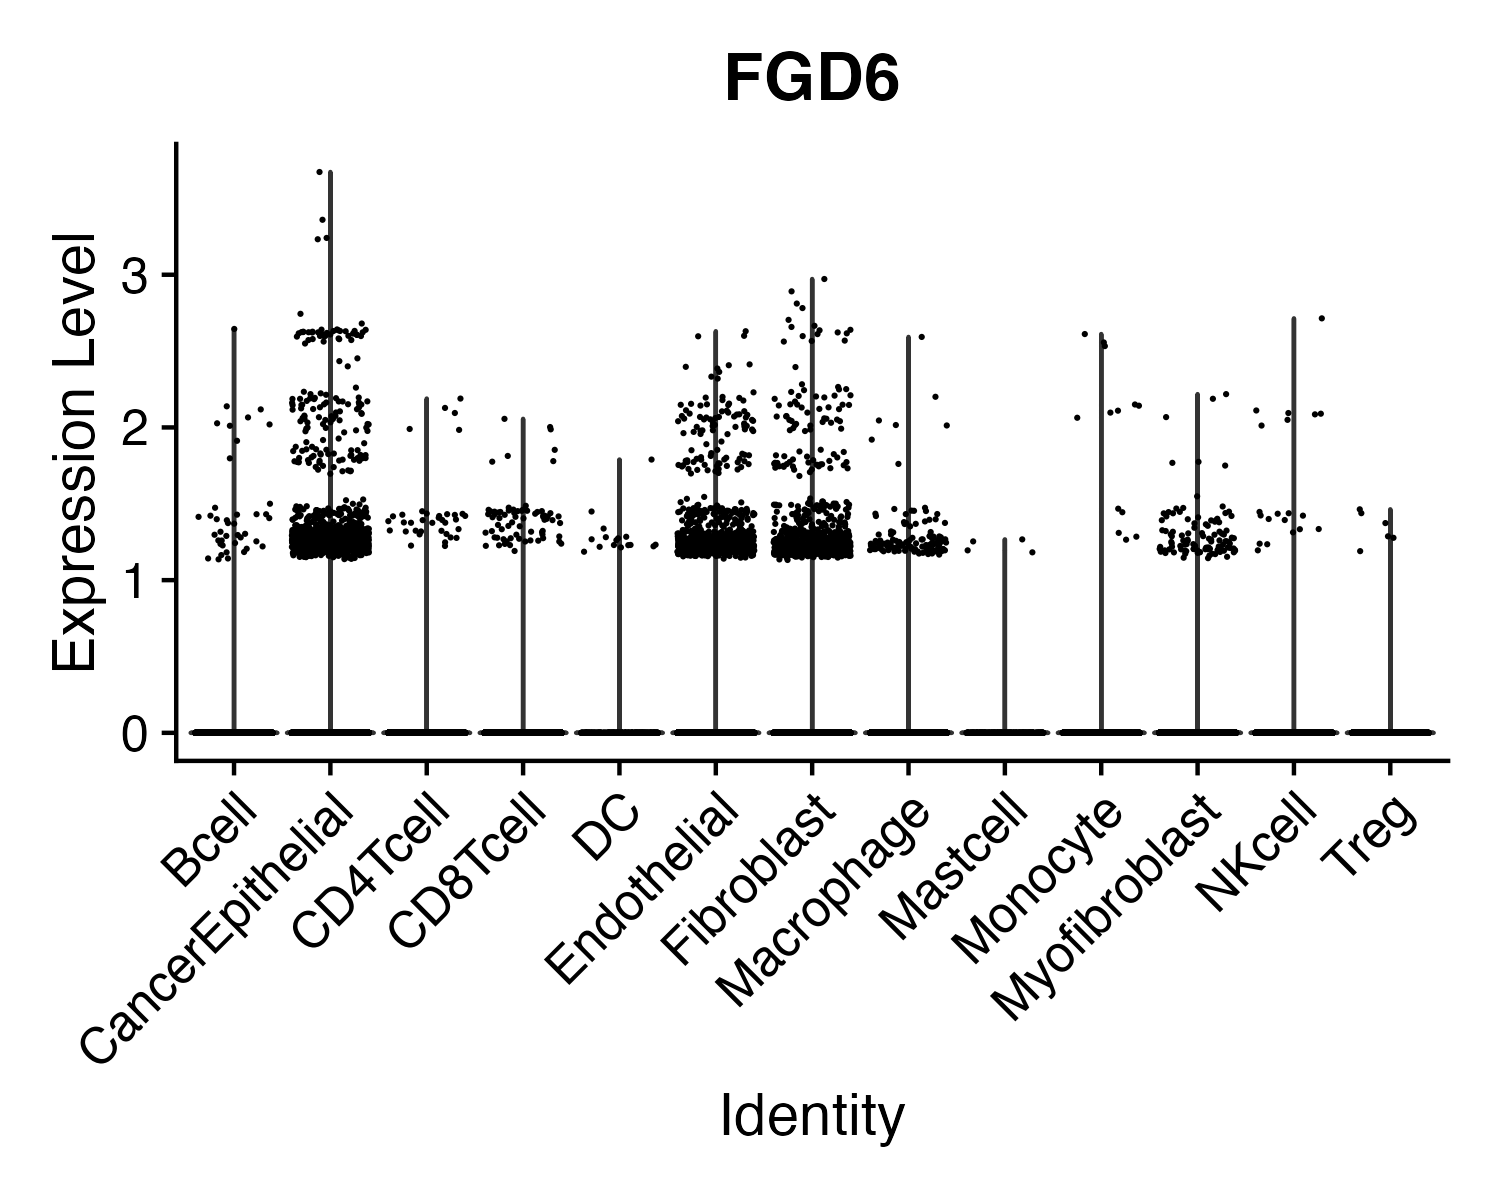 FGD6
Expression Level
3
2
1
0
Bcell
CancerEpithelial
CD4Tcell
CD8Tcell
DC
Endothelial
Fibroblast
Macrophage
Mastcell
Monocyte
Myofibroblast
NKcell
Treg
Identity